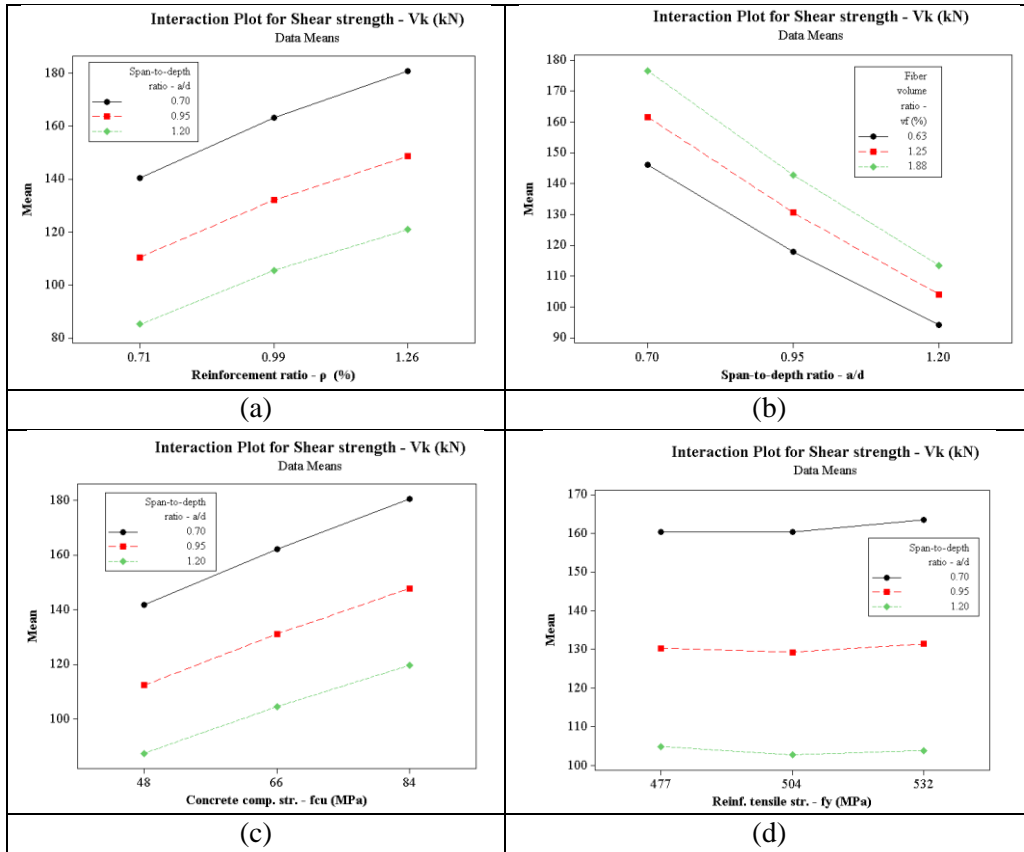 Interaction Plot for Shear strength - Vk (kN)
Data Means
Span-to-depth
ratio - a/d
0.70
0.95
1.20
180
160
140
120
100
80
Mean
0.71 0.99 1.26
Reinforcement ratio - ρ (%)
(a)
Interaction Plot for Shear strength - Vk (kN)
Data Means
Fiber
volume
ratio -
vf (%)
0.63
1.25
1.88
180
170
160
150
140
130
120
110
100
90
Mean
0.70 0.95 1.20
Span-to-depth ratio - a/d
(b)
Interaction Plot for Shear strength - Vk (kN)
Data Means
Span-to-depth
ratio - a/d
0.70
0.95
1.20
180
160
140
120
100
Mean
48 66 84
Concrete comp. str. - fcu (MPa)
(c)
Interaction Plot for Shear strength - Vk (kN)
Data Means
Span-to-depth
ratio - a/d
0.70
0.95
1.20
170
160
150
140
130
120
110
100
Mean
477 504 532
Reinf. tensile str. - fy (MPa)
(d)